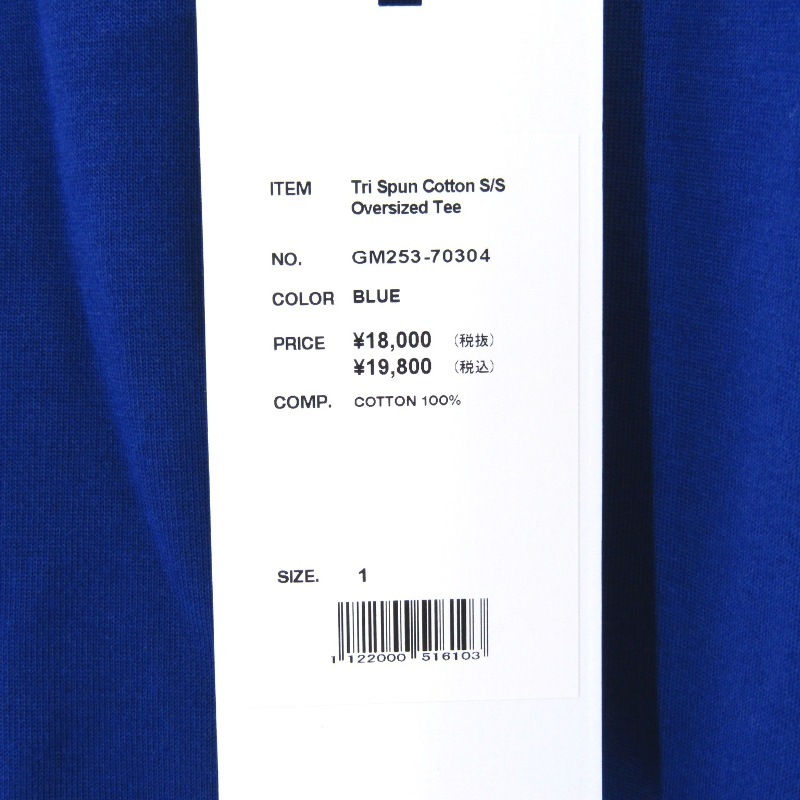 ITEM Tri Spun Cotton S/S
Oversized Tee
NO. GM253-70304
COLOR BLUE
PRICE ¥18,000 (税抜)
¥19,800 (税込)
COMP. COTTON 100%
SIZE. 1
1 122000 516103